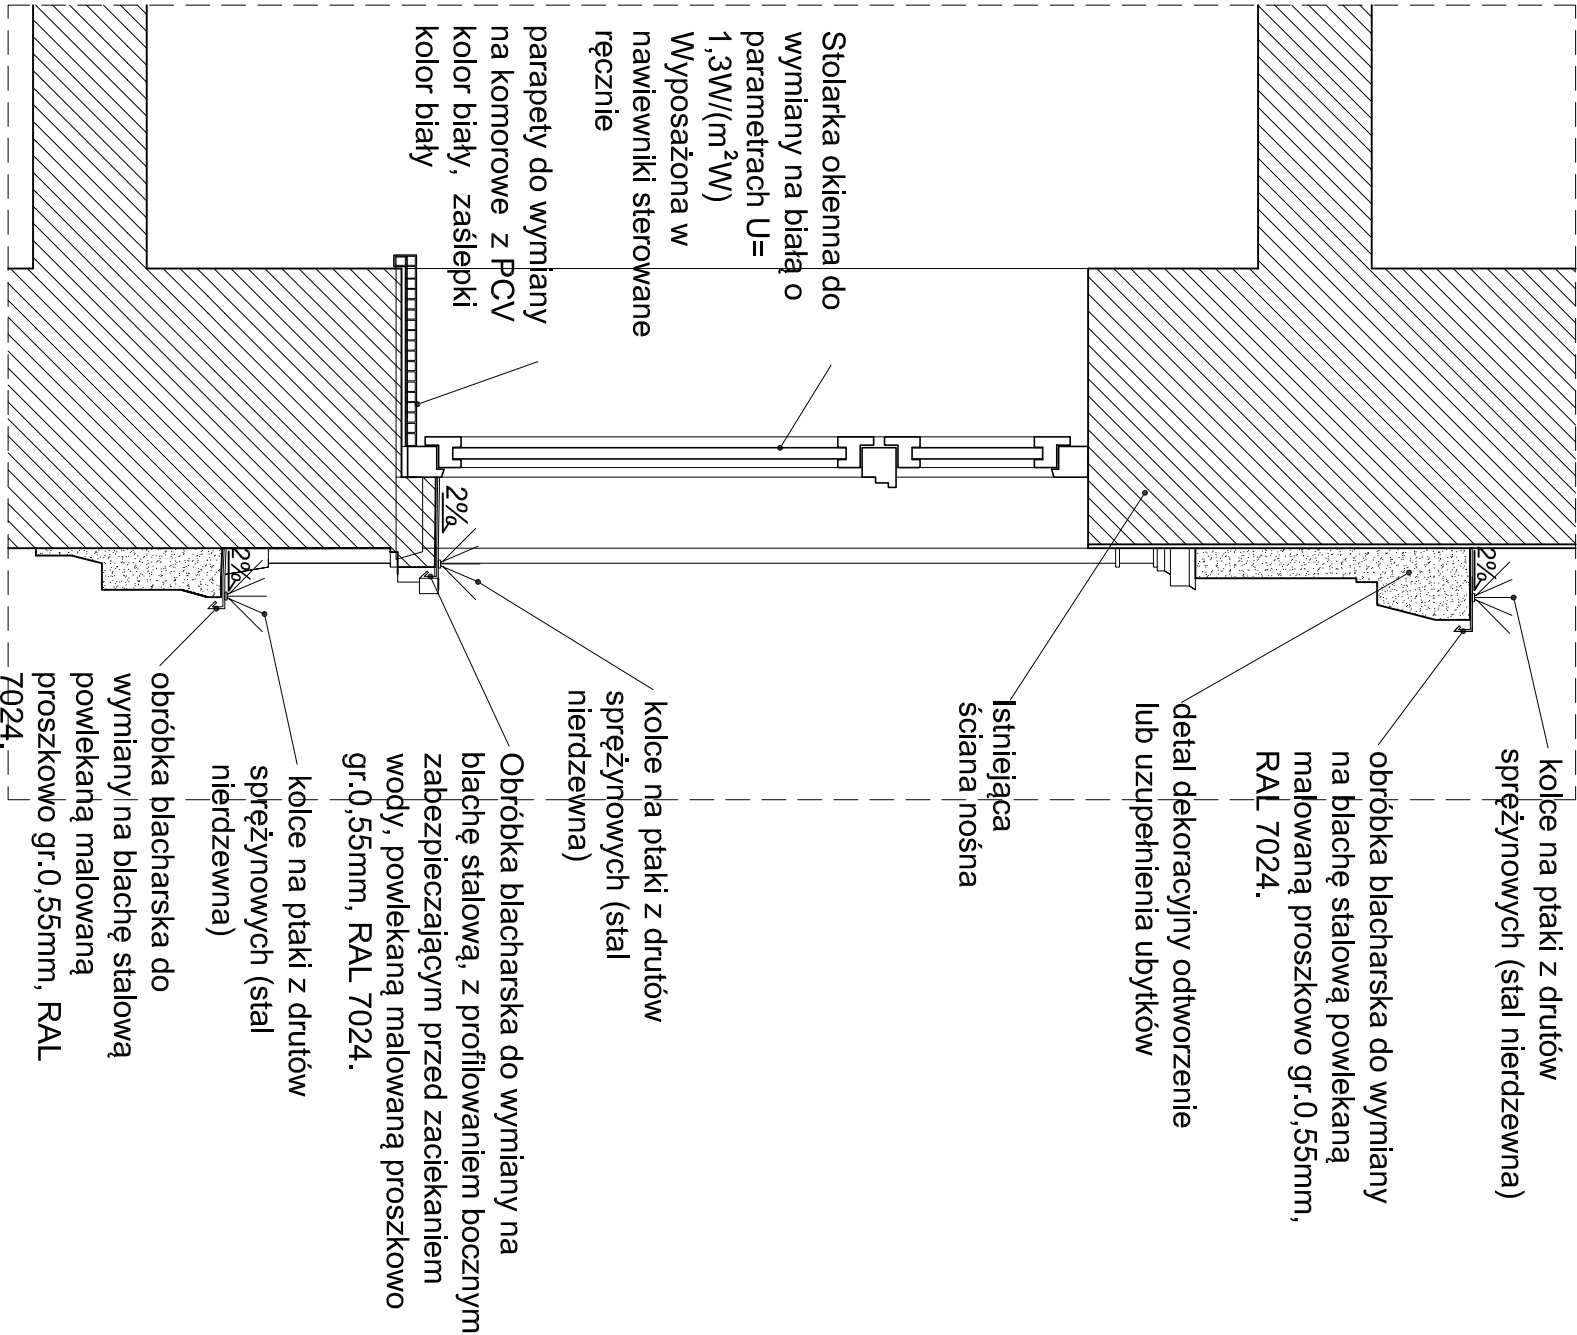 kolce na ptaki z drutów
sprężynowych (stal nierdzewna)
obróbka blacharska do wymiany
na blachę stalową powlekaną
malowaną proszkowo gr.0,55mm,
RAL 7024.
2%
detal dekoracyjny odtworzenie
lub uzupełnienia ubytków
Istniejąca
ściana nośna
Stolarka okienna do
wymiany na białą o
parametrach U=
1,3W/(m²W)
Wyposażona w
nawiewniki sterowane
ręcznie
kolce na ptaki z drutów
sprężynowych (stal
nierdzewna)
parapety do wymiany
na komorowe z PCV
kolor biały, zaślepki
kolor biały
2%
Obróbka blacharska do wymiany na
blachę stalową, z profilowaniem bocznym
zabezpieczającym przed zaciekaniem
wody, powlekaną malowaną proszkowo
gr.0,55mm, RAL 7024.
kolce na ptaki z drutów
sprężynowych (stal
nierdzewna)
2%
obróbka blacharska do
wymiany na blachę stalową
powlekaną malowaną
proszkowo gr.0,55mm, RAL
7024.